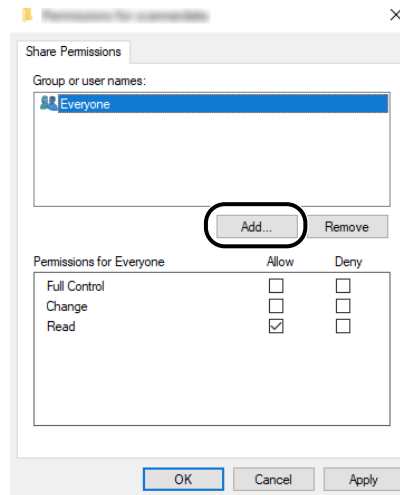 Share Permissions
Group or user names:
Everyone
Add... Remove
Permissions for Everyone Allow Deny
Full Control
Change
Read
OK Cancel Apply